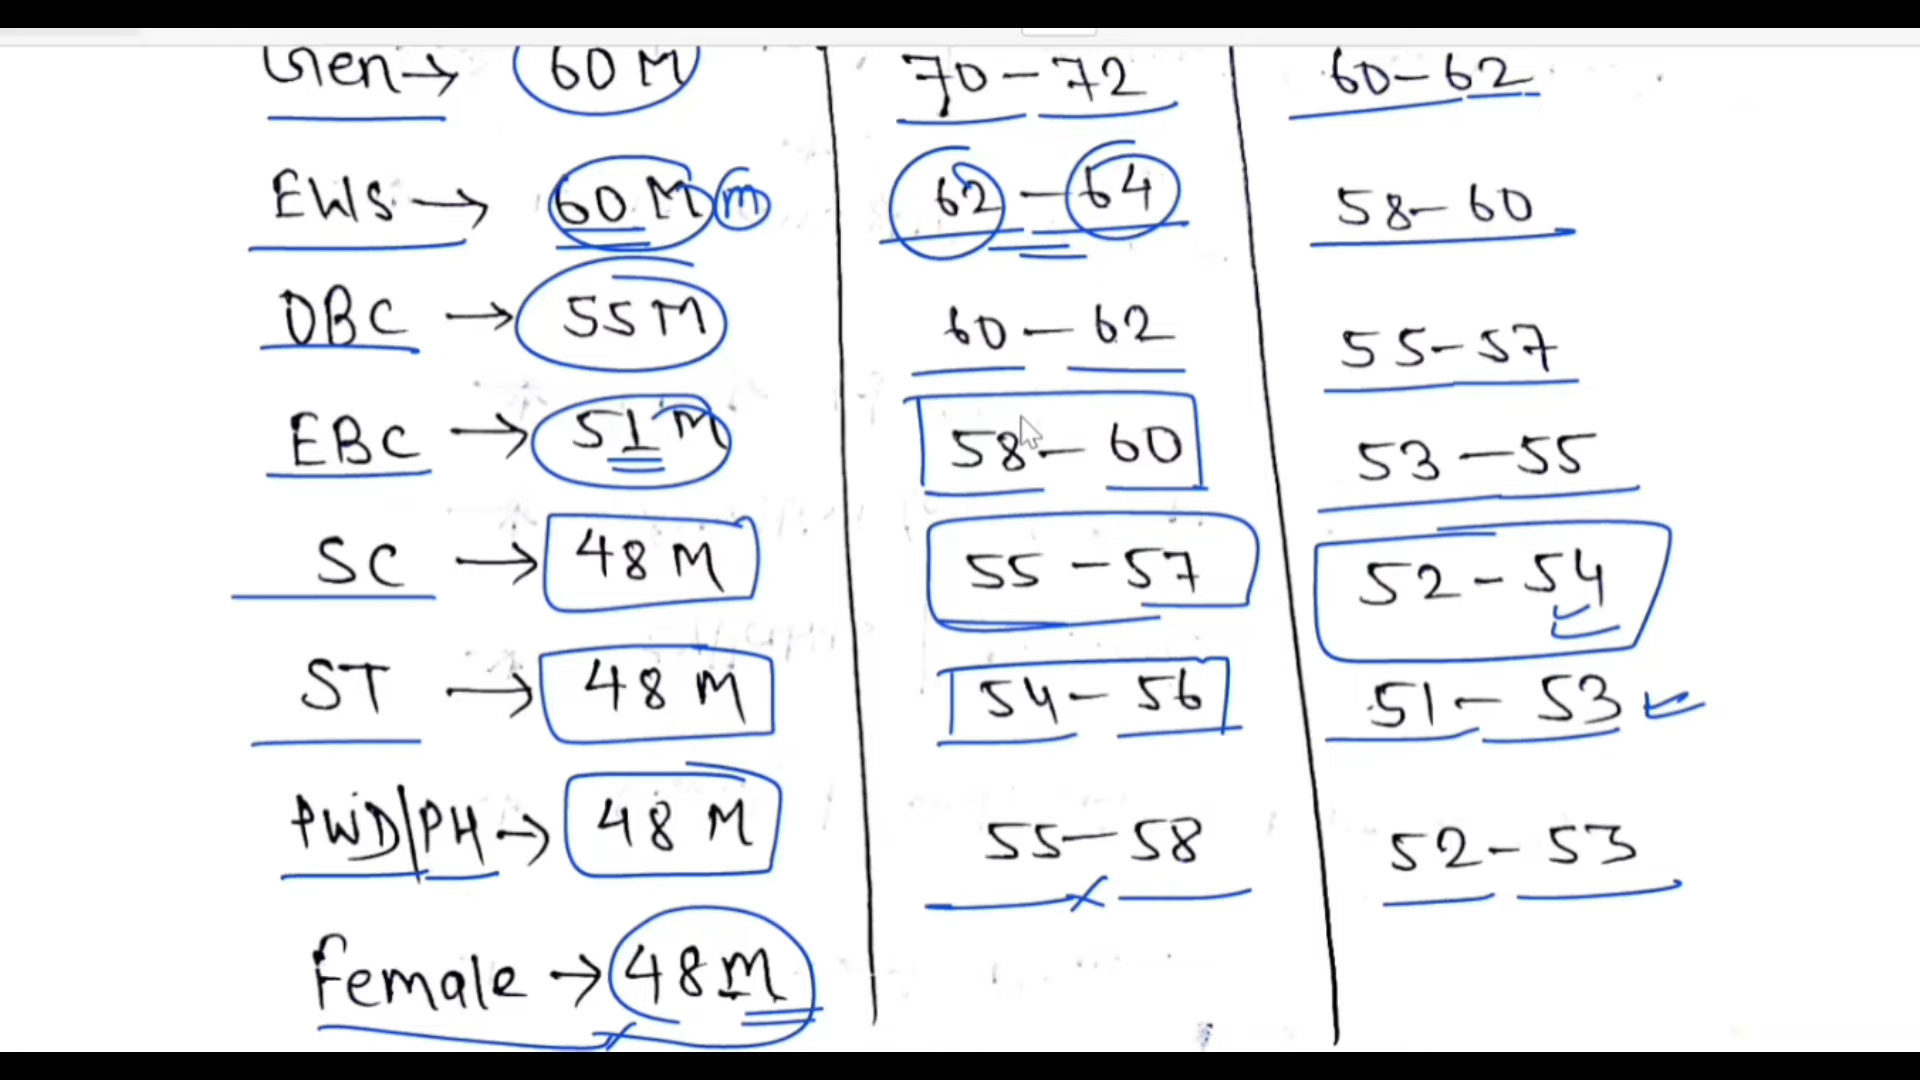 Gen → 60 M 70 - 72 60 - 62
EWS → 60 M m 62 - 64 58 - 60
OBC → 55 M 60 - 62 55 - 57
EBC → 51 M 58 - 60 53 - 55
SC → 48 M 55 - 57 52 - 54
ST → 48 M 54 - 56 51 - 53
PWD/PH → 48 M 55 - 58 52 - 53
Female → 48 M